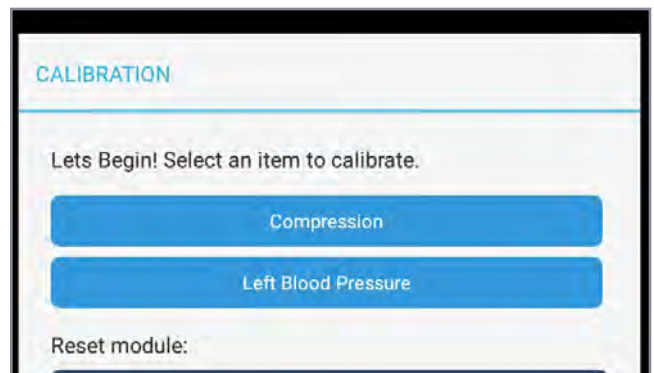 CALIBRATION
Lets Begin! Select an item to calibrate.
Compression
Left Blood Pressure
Reset module: